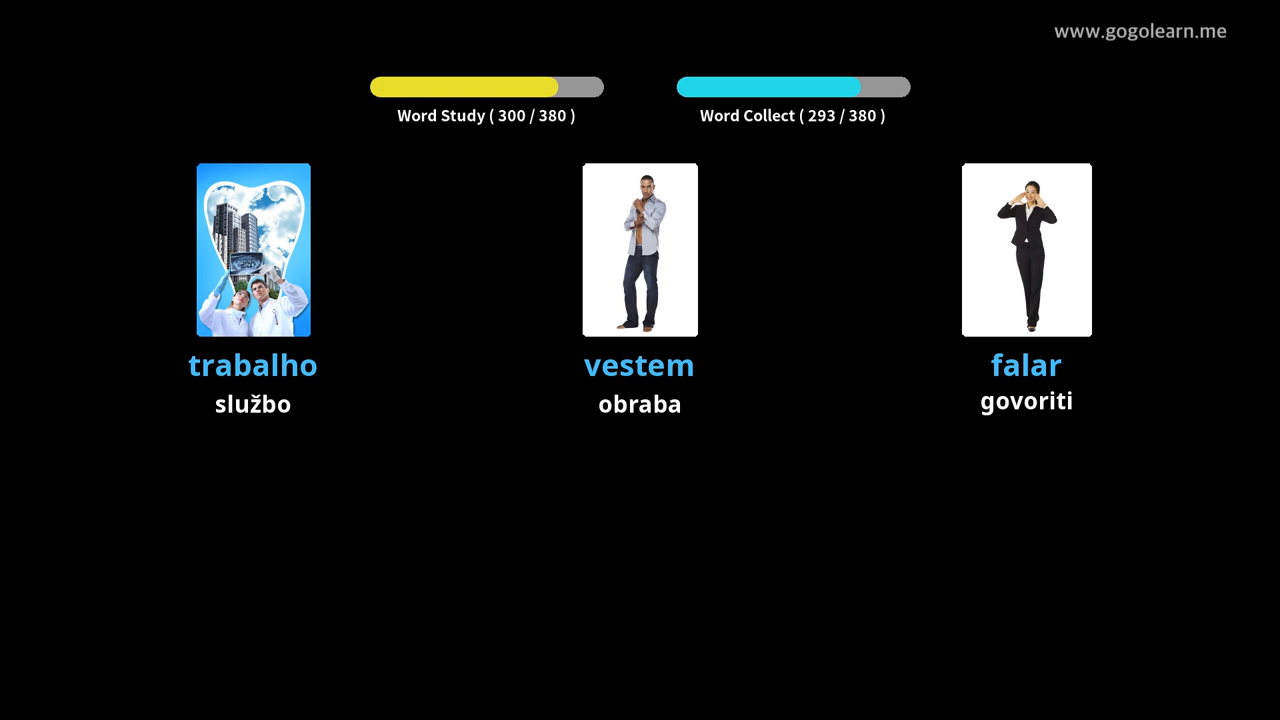 www.gogolearn.me
Word Study ( 300 / 380 )
Word Collect ( 293 / 380 )
trabalho
službo
vestem
obraba
falar
govoriti